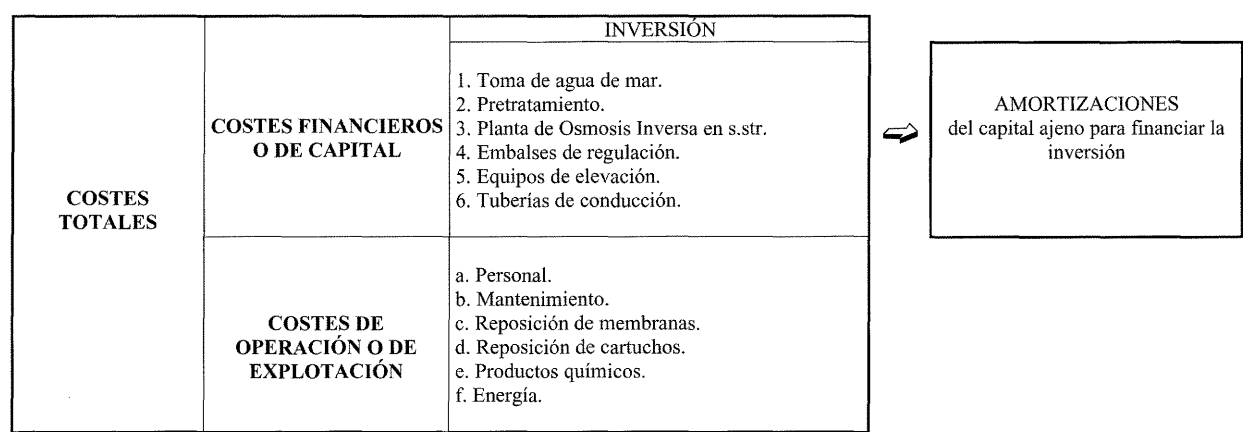 COSTES
TOTALES
COSTES FINANCIEROS
O DE CAPITAL
INVERSIÓN
1. Toma de agua de mar.
2. Pretratamiento.
3. Planta de Osmosis Inversa en s.str.
4. Embalses de regulación.
5. Equipos de elevación.
6. Tuberías de conducción.
AMORTIZACIONES
del capital ajeno para financiar la
inversión
COSTES DE
OPERACIÓN O DE
EXPLOTACIÓN
a. Personal.
b. Mantenimiento.
c. Reposición de membranas.
d. Reposición de cartuchos.
e. Productos químicos.
f. Energía.